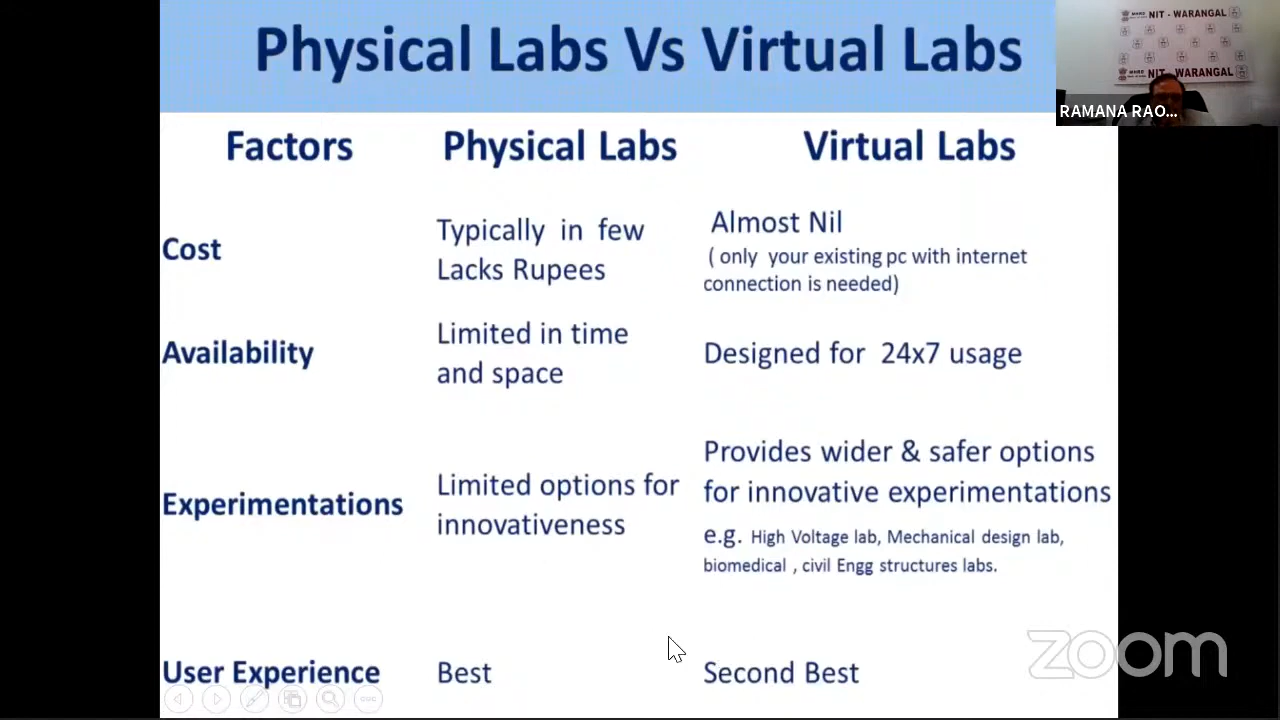 Physical Labs Vs Virtual Labs
MHRD NIT - WARANGAL
MHRD NIT - WARANGAL
RAMANA RAO...
Factors Physical Labs Virtual Labs
Cost
Typically in few
Lacks Rupees
Almost Nil
( only your existing pc with internet
connection is needed)
Availability
Limited in time
and space
Designed for 24x7 usage
Experimentations
Limited options for
innovativeness
Provides wider & safer options
for innovative experimentations
e.g. High Voltage lab, Mechanical design lab,
biomedical , civil Engg structures labs.
User Experience Best Second Best
zoom